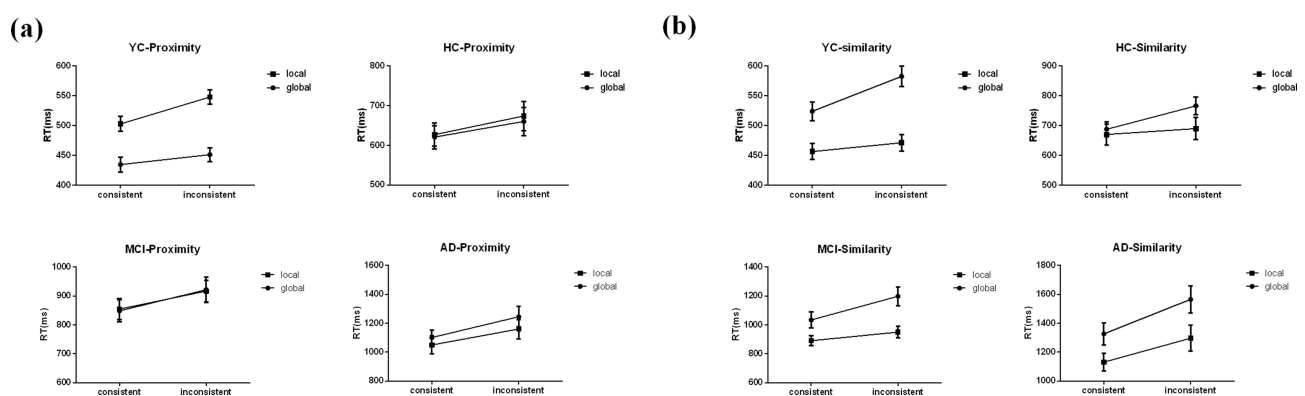 (a)
YC-Proximity
RT(ms)
600
550
500
450
400
consistent
inconsistent
local
global
HC-Proximity
RT(ms)
800
700
600
500
consistent
inconsistent
local
global
MCI-Proximity
RT(ms)
1000
900
800
700
600
consistent
inconsistent
local
global
AD-Proximity
RT(ms)
1600
1400
1200
1000
800
consistent
inconsistent
local
global
(b)
YC-similarity
RT(ms)
600
550
500
450
400
consistent
inconsistent
local
global
HC-Similarity
RT(ms)
900
800
700
600
500
consistent
inconsistent
local
global
MCI-Similarity
RT(ms)
1400
1200
1000
800
600
consistent
inconsistent
local
global
AD-Similarity
RT(ms)
1800
1600
1400
1200
1000
consistent
inconsistent
local
global